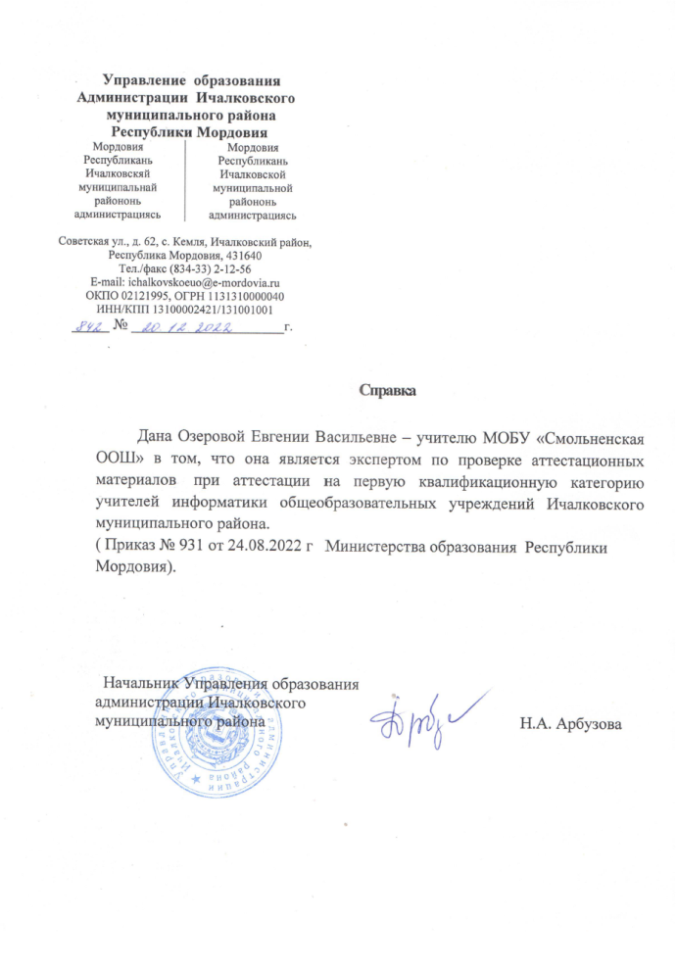 Управление образования
Администрации Ичалковского
муниципального района
Республики Мордовия
Мордовия
Республикань
Ичалковскяй
муниципальнай
райононь
администрациясь
Мордовия
Республикань
Ичалковской
муниципальной
райононь
администрациясь
Советская ул., д. 62, с. Кемля, Ичалковский район,
Республика Мордовия, 431640
Тел./факс (834-33) 2-12-56
E-mail: ichalkovskoeuo@e-mordovia.ru
ОКПО 02121995, ОГРН 1131310000040
ИНН/КПП 13100002421/131001001
842 № 20 12 2022 г.
Справка
Дана Озеровой Евгении Васильевне – учителю МОБУ «Смольненская
ООШ» в том, что она является экспертом по проверке аттестационных
материалов при аттестации на первую квалификационную категорию
учителей информатики общеобразовательных учреждений Ичалковского
муниципального района.
( Приказ № 931 от 24.08.2022 г Министерства образования Республики
Мордовия).
Начальник Управления образования
администрации Ичалковского
муниципального района
Н.А. Арбузова